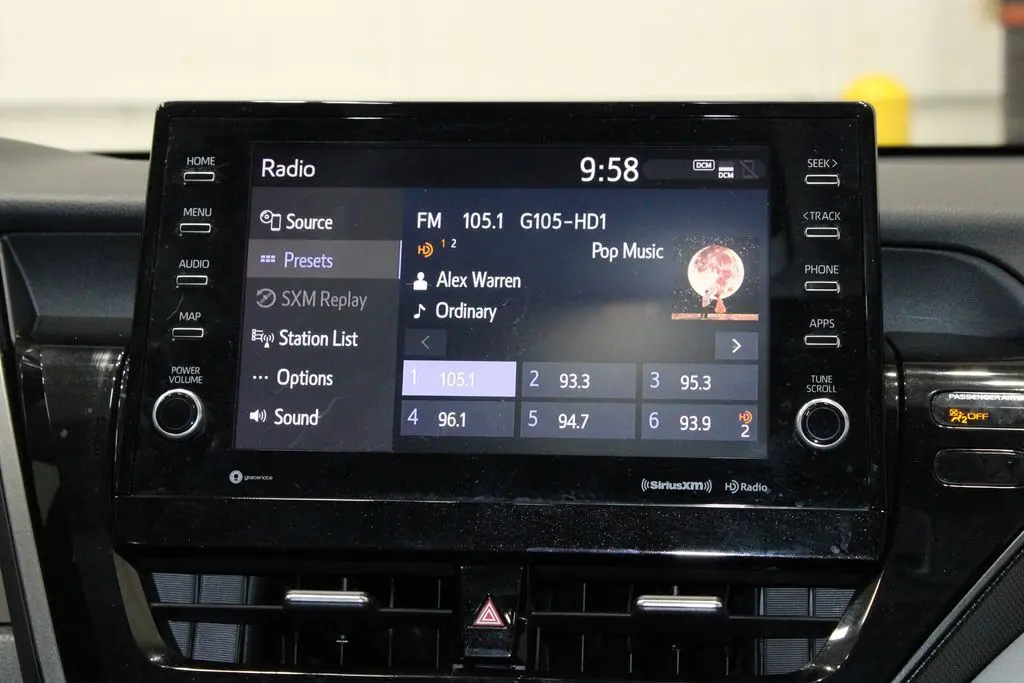 HOME
MENU
AUDIO
MAP
POWER
VOLUME
Radio
9:58
DCM
DCM
Source
Presets
SXM Replay
Station List
Options
Sound
FM 105.1 G105-HD1
HD 1 2
Pop Music
Alex Warren
Ordinary
< >
1 105.1
2 93.3
3 95.3
4 96.1
5 94.7
6 93.9 HD 2
SEEK >
< TRACK
PHONE
APPS
TUNE
SCROLL
gracenote
((SiriusXM))
HD Radio
PASSENGER
2 OFF